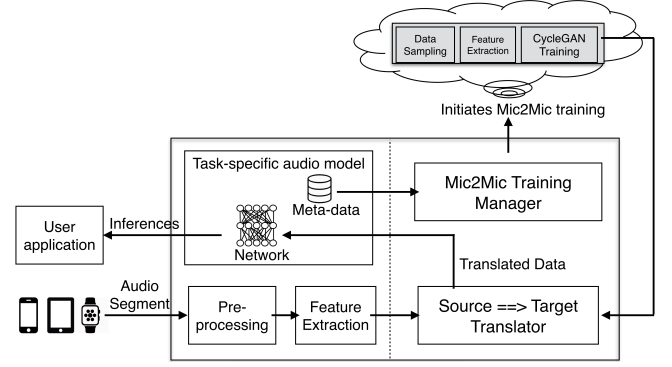 Data
Sampling
Feature
Extraction
CycleGAN
Training
Initiates Mic2Mic training
Task-specific audio model
Meta-data
Network
Mic2Mic Training
Manager
User
application
Inferences
Translated Data
Audio
Segment
Pre-
processing
Feature
Extraction
Source ==> Target
Translator